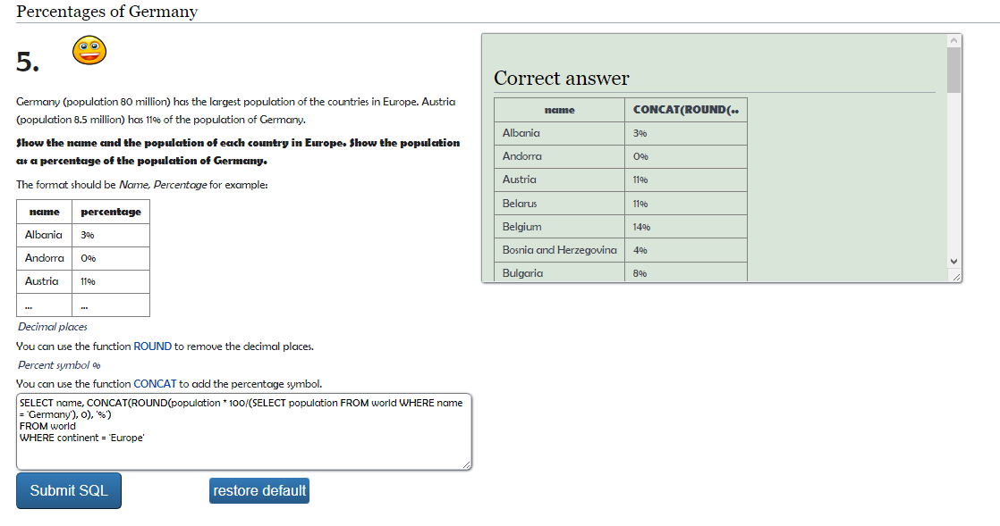 Percentages of Germany
5.
Germany (population 80 million) has the largest population of the countries in Europe. Austria
(population 8.5 million) has 11% of the population of Germany.
Show the name and the population of each country in Europe. Show the population
as a percentage of the population of Germany.
The format should be Name, Percentage for example:
name percentage
Albania 3%
Andorra 0%
Austria 11%
... ...
Decimal places
You can use the function ROUND to remove the decimal places.
Percent symbol %
You can use the function CONCAT to add the percentage symbol.
SELECT name, CONCAT(ROUND(population * 100/(SELECT population FROM world WHERE name
= 'Germany'), 0), '%')
FROM world
WHERE continent = 'Europe'
Submit SQL
restore default
Correct answer
name CONCAT(ROUND(..
Albania 3%
Andorra 0%
Austria 11%
Belarus 11%
Belgium 14%
Bosnia and Herzegovina 4%
Bulgaria 8%